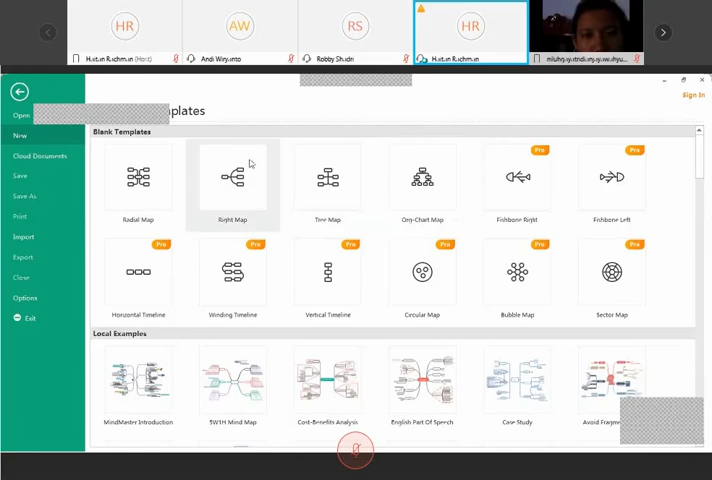 HR
AW
RS
HR
(Host)
Andi
Robby
Sign In
Open
plates
New
Blank Templates
Cloud Documents
Save
Save As
Print
Import
Export
Close
Options
Exit
Pro
Pro
Radial Map
Right Map
Tree Map
Org-Chart Map
Fishbone Right
Fishbone Left
Pro
Pro
Pro
Pro
Pro
Pro
Horizontal Timeline
Winding Timeline
Vertical Timeline
Circular Map
Bubble Map
Sector Map
Local Examples
MindMaster Introduction
5W1H Mind Map
Cost-Benefits Analysis
English Part Of Speech
Case Study
Avoid